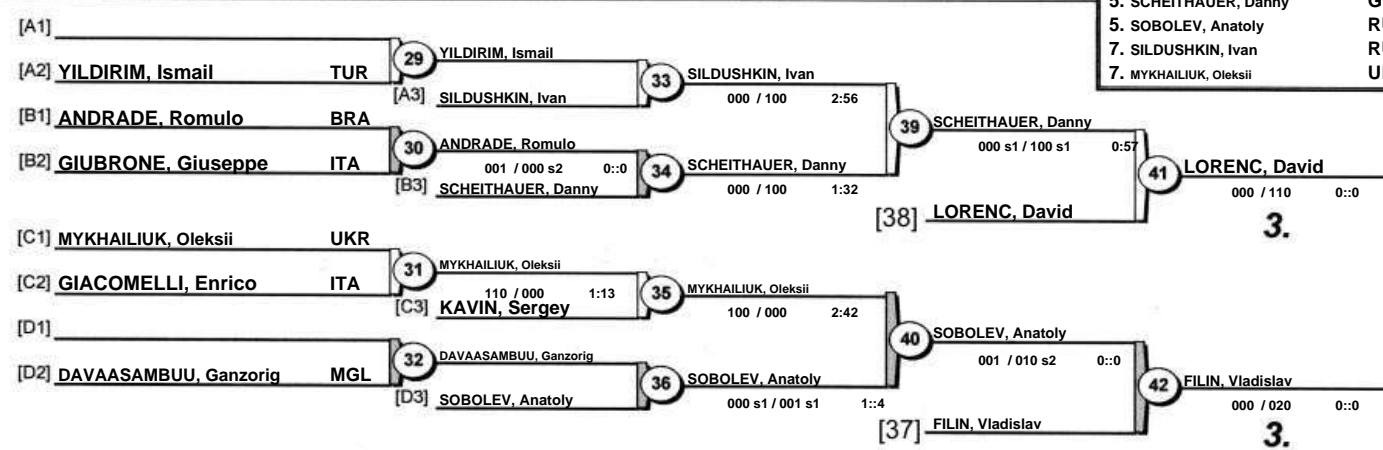 5. SCHEITHAUER, Danny G
5. SOBOLEV, Anatoly RU
7. SILDUSHKIN, Ivan RU
7. MYKHAILIUK, Oleksii
[A1]
29 YILDIRIM, Ismail
[A2] YILDIRIM, Ismail TUR
33 SILDUSHKIN, Ivan
[A3] SILDUSHKIN, Ivan
000 / 100 2:56
[B1] ANDRADE, Romulo BRA
39 SCHEITHAUER, Danny
30 ANDRADE, Romulo
000 s1 / 100 s1 0:57
[B2] GIUBRONE, Giuseppe ITA
001 / 000 s2 0::0
34 SCHEITHAUER, Danny
41 LORENC, David
[B3] SCHEITHAUER, Danny
000 / 100 1:32
000 / 110 0::0
[38] LORENC, David
3.
[C1] MYKHAILIUK, Oleksii UKR
31 MYKHAILIUK, Oleksii
[C2] GIACOMELLI, Enrico ITA
110 / 000 1:13
35 MYKHAILIUK, Oleksii
[C3] KAVIN, Sergey
100 / 000 2:42
[D1]
40 SOBOLEV, Anatoly
32 DAVAASAMBUU, Ganzorig
001 / 010 s2 0::0
[D2] DAVAASAMBUU, Ganzorig MGL
36 SOBOLEV, Anatoly
42 FILIN, Vladislav
[D3] SOBOLEV, Anatoly
000 s1 / 001 s1 1::4
000 / 020 0::0
[37] FILIN, Vladislav
3.